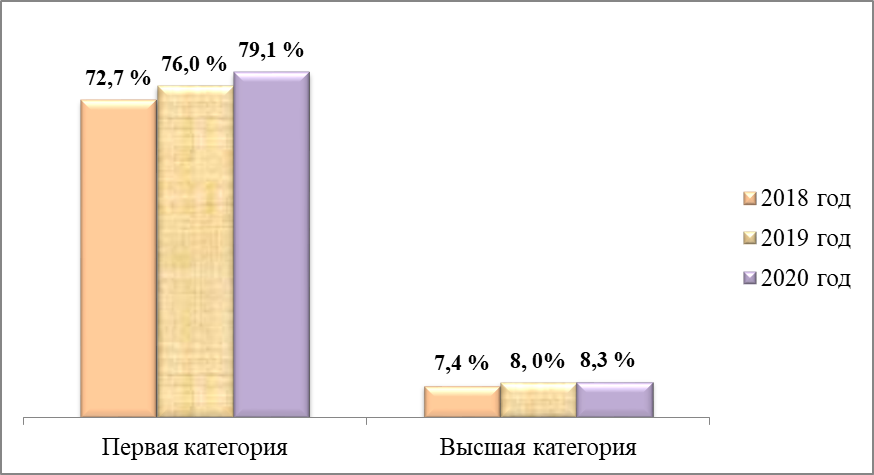 72,7 %
76,0 %
79,1 %
7,4 %
8, 0%
8,3 %
Первая категория
Высшая категория
2018 год
2019 год
2020 год